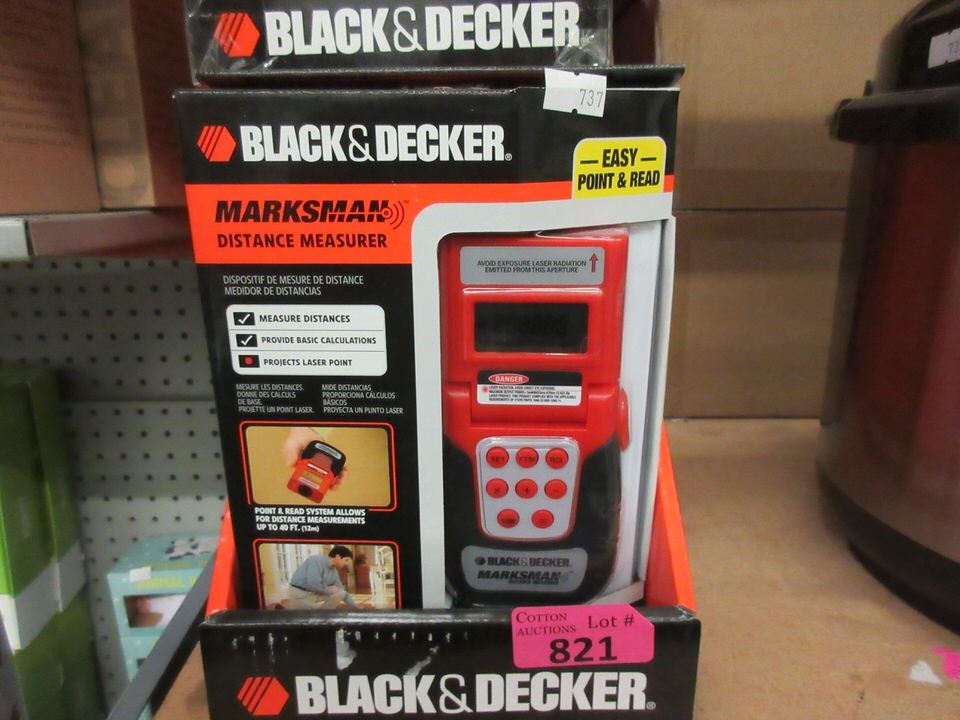 BLACK&DECKER
737
BLACK&DECKER®
EASY
POINT & READ
MARKSMAN™
DISTANCE MEASURER
DISPOSITIF DE MESURE DE DISTANCE
MEDIDOR DE DISTANCIAS
MEASURE DISTANCES
PROVIDE BASIC CALCULATIONS
PROJECTS LASER POINT
MESURE LES DISTANCES.
DONNE DES CALCULS
DE BASE.
PROJETTE UN POINT LASER.
MIDE DISTANCIAS
PROPORCIONA CÁLCULOS
BÁSICOS
PROYECTA UN PUNTO LASER
POINT & READ SYSTEM ALLOWS
FOR DISTANCE MEASUREMENTS
UP TO 40 FT. (12m)
AVOID EXPOSURE LASER RADIATION
EMITTED FROM THIS APERTURE
DANGER
BLACK&DECKER
MARKSMAN
COTTON
AUCTIONS
Lot #
821
BLACK&DECKER®